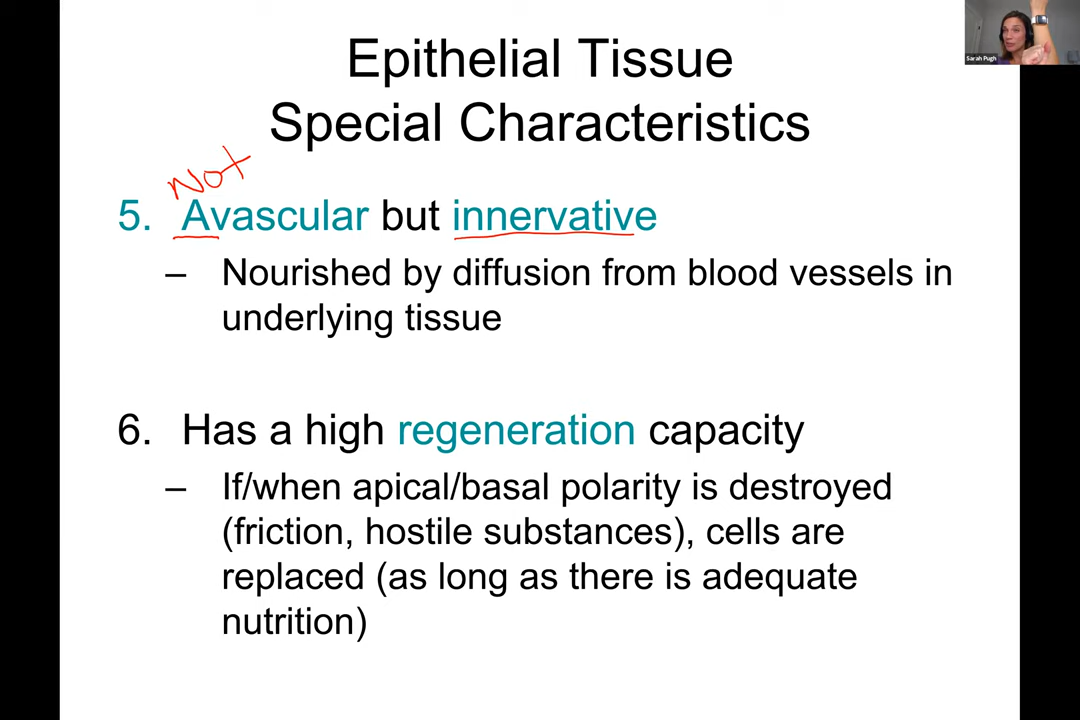 Sarah Pugh
Epithelial Tissue
Special Characteristics
Not
5. Avascular but innervative
– Nourished by diffusion from blood vessels in
underlying tissue
6. Has a high regeneration capacity
– If/when apical/basal polarity is destroyed
(friction, hostile substances), cells are
replaced (as long as there is adequate
nutrition)